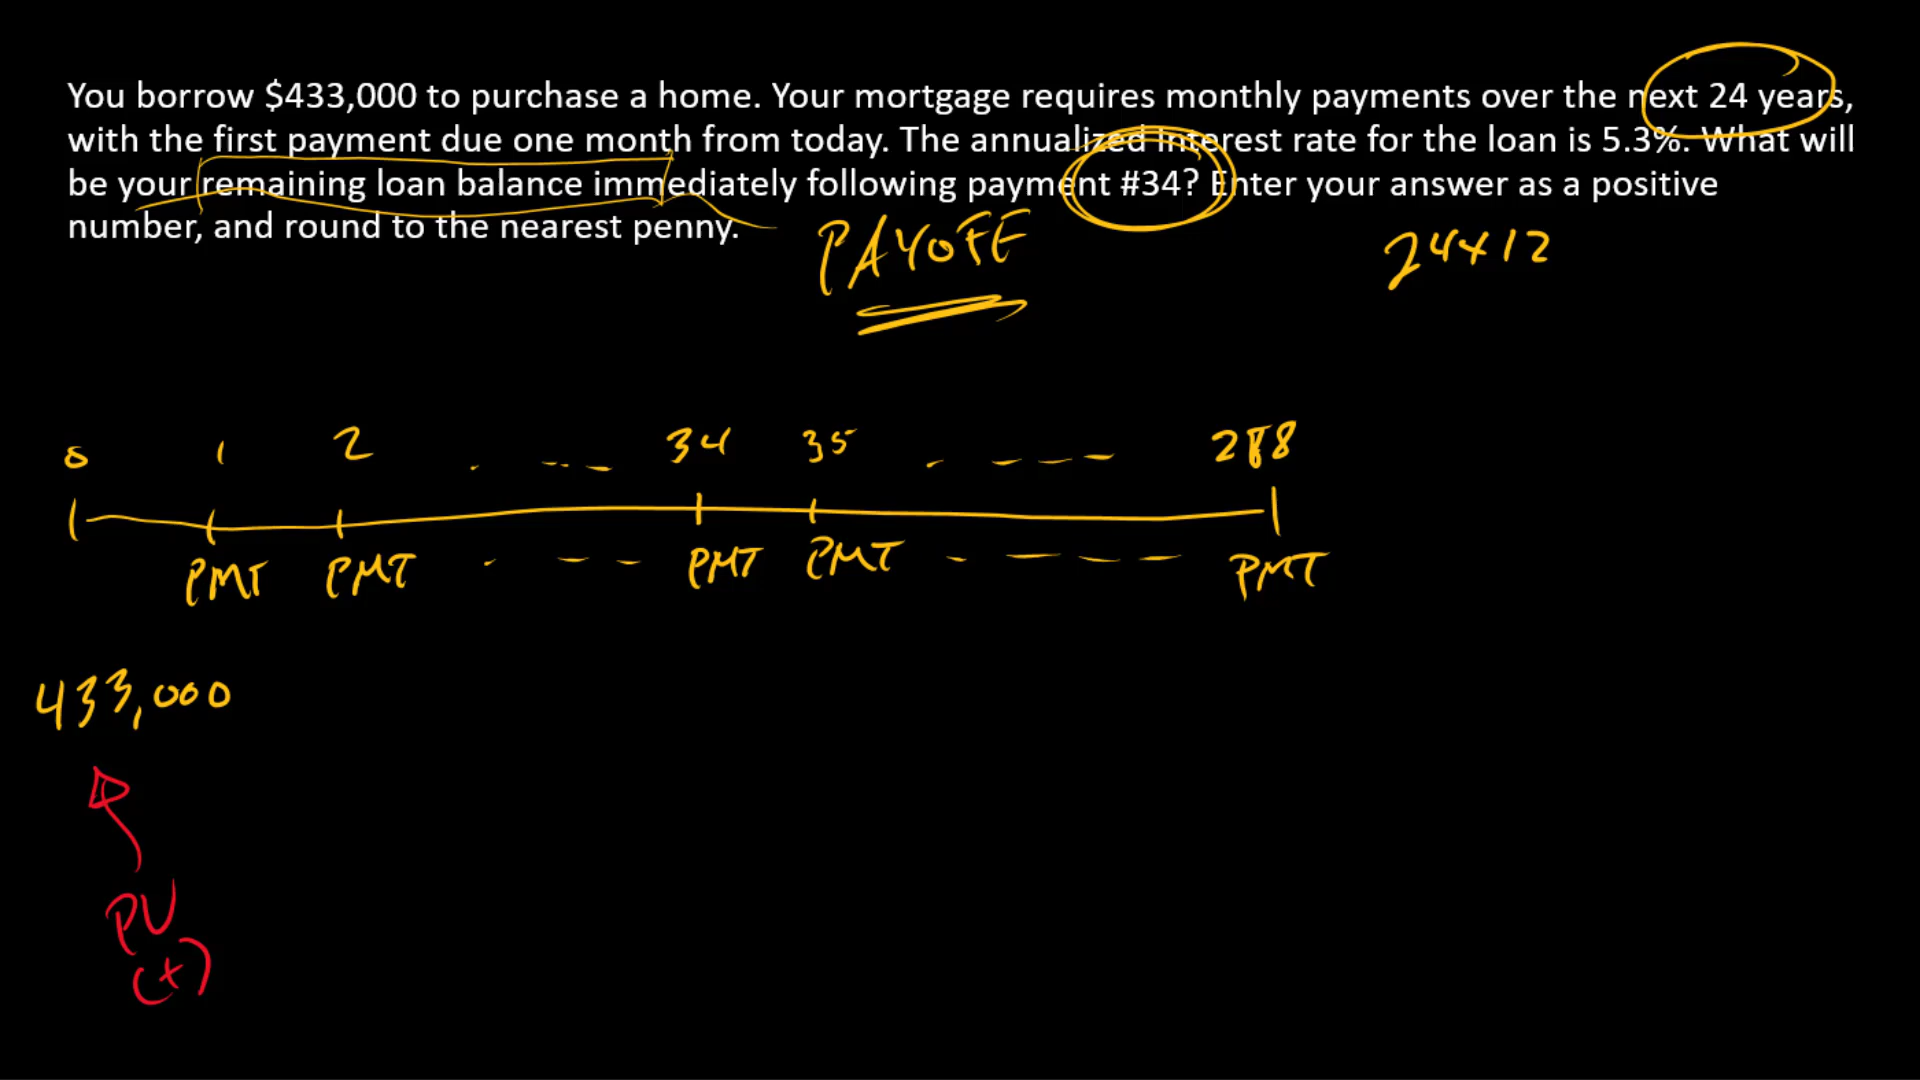 You borrow $433,000 to purchase a home. Your mortgage requires monthly payments over the next 24 years,
with the first payment due one month from today. The annualized interest rate for the loan is 5.3%. What will
be your remaining loan balance immediately following payment #34? Enter your answer as a positive
number, and round to the nearest penny.
PAYOFF
24x12
0 1 2 . - - - 34 35 . - - - 288
PMT PMT . - - PMT PMT - - - - PMT
433,000
PV
(+)